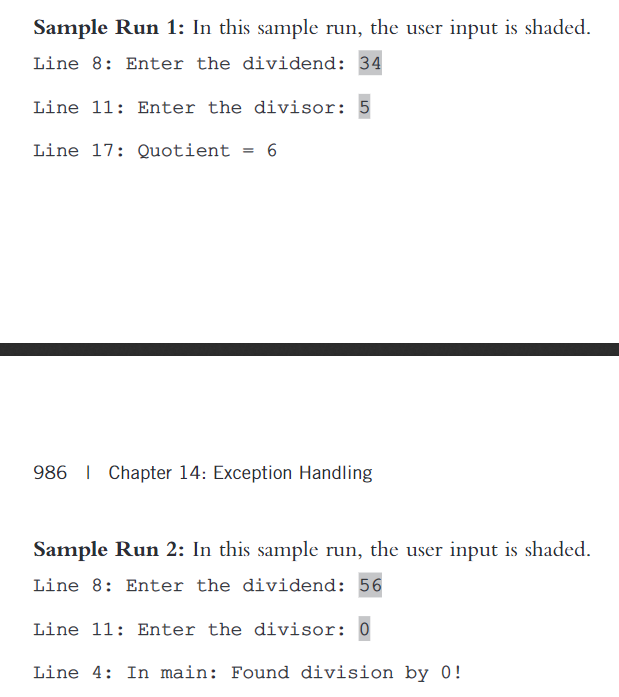 Sample Run 1: In this sample run, the user input is shaded.
Line 8: Enter the dividend: 34
Line 11: Enter the divisor: 5
Line 17: Quotient = 6
986 | Chapter 14: Exception Handling
Sample Run 2: In this sample run, the user input is shaded.
Line 8: Enter the dividend: 56
Line 11: Enter the divisor: 0
Line 4: In main: Found division by 0!